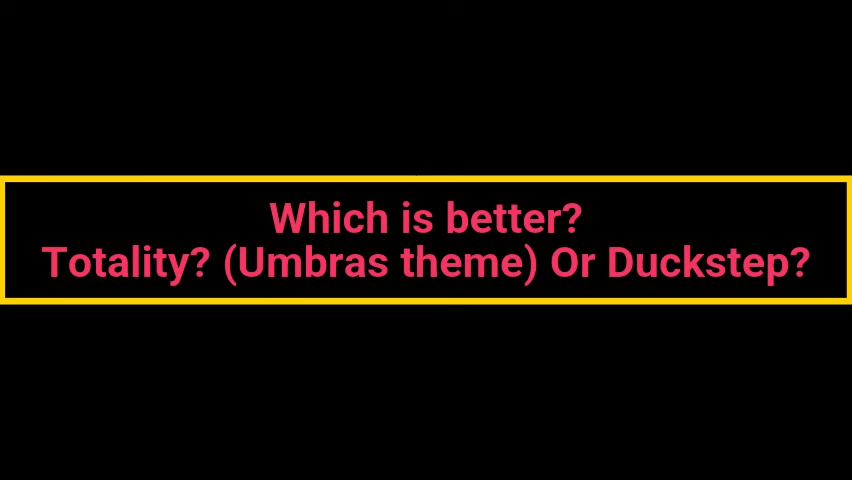 Which is better?
Totality? (Umbras theme) Or Duckstep?